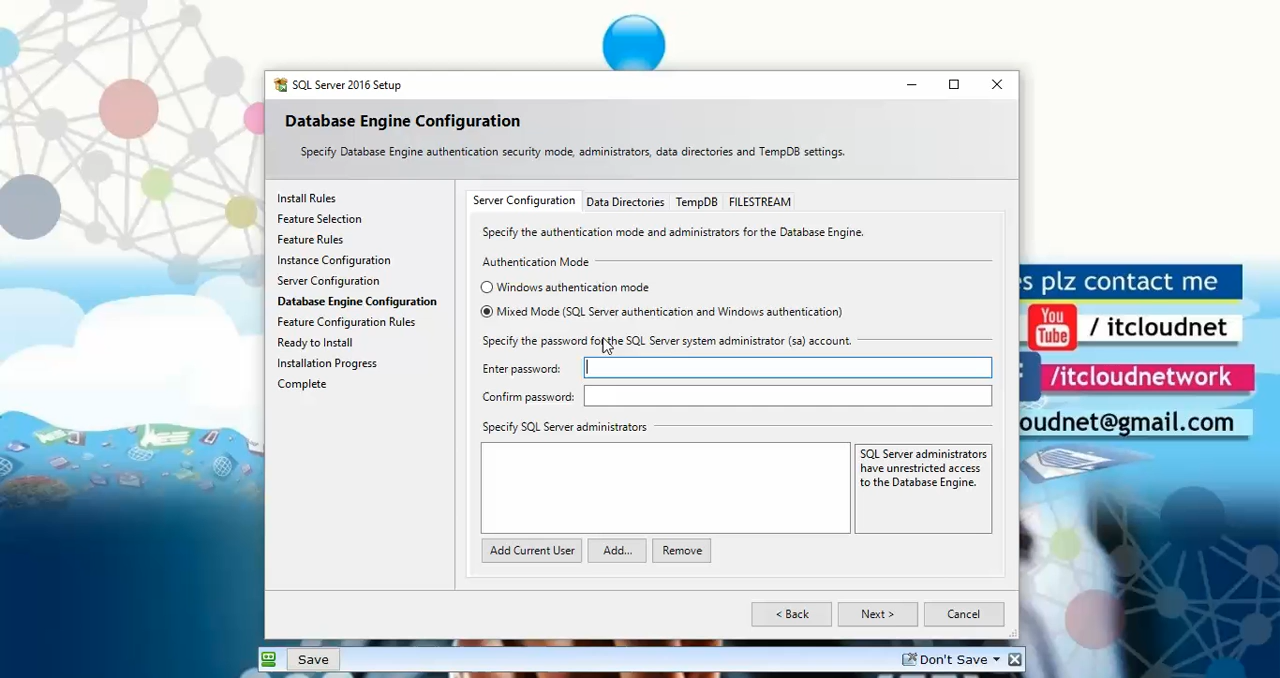 SQL Server 2016 Setup
Database Engine Configuration
Specify Database Engine authentication security mode, administrators, data directories and TempDB settings.
Install Rules
Feature Selection
Feature Rules
Instance Configuration
Server Configuration
Database Engine Configuration
Feature Configuration Rules
Ready to Install
Installation Progress
Complete
Server Configuration Data Directories TempDB FILESTREAM
Specify the authentication mode and administrators for the Database Engine.
Authentication Mode
Windows authentication mode
Mixed Mode (SQL Server authentication and Windows authentication)
Specify the password for the SQL Server system administrator (sa) account.
Enter password:
Confirm password:
Specify SQL Server administrators
SQL Server administrators
have unrestricted access
to the Database Engine.
Add Current User Add... Remove
< Back Next > Cancel
Save Don't Save
s plz contact me
You
Tube / itcloudnet
/itcloudnetwork
oudnet@gmail.com